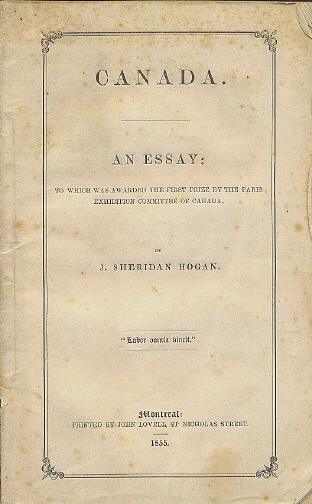 CANADA.
AN ESSAY:
TO WHICH WAS AWARDED THE FIRST PRIZE BY THE PARIS
EXHIBITION COMMITTEE OF CANADA.
BY
J. SHERIDAN HOGAN.
"Labor omnia vincit."
Montreal:
PRINTED BY JOHN LOVELL, ST. NICHOLAS STREET.
1855.